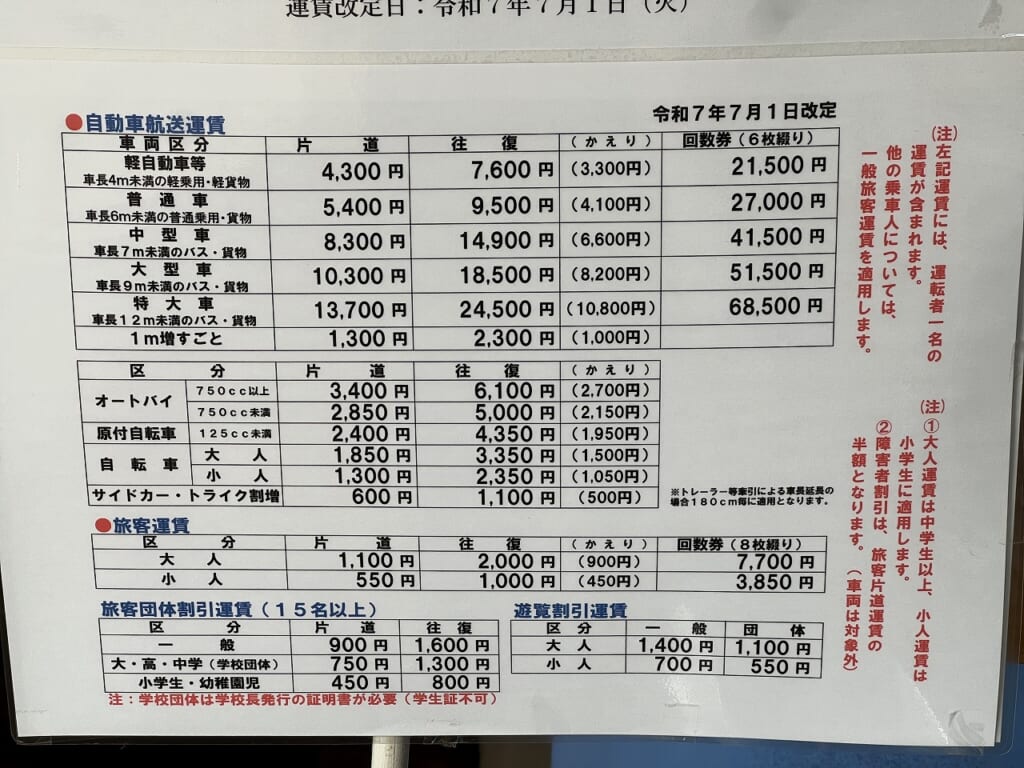 運賃改定日：令和７年７月１日（火）
令和７年７月１日改定
●自動車航送運賃
車両区分 片道 往復 （かえり） 回数券（６枚綴り）
軽自動車等 4,300円 7,600円 （3,300円） 21,500円
車長4m未満の軽乗用・軽貨物
普通車 5,400円 9,500円 （4,100円） 27,000円
車長6m未満の普通乗用・貨物
中型車 8,300円 14,900円 （6,600円） 41,500円
車長７m未満のバス・貨物
大型車 10,300円 18,500円 （8,200円） 51,500円
車長９m未満のバス・貨物
特大車 13,700円 24,500円 （10,800円） 68,500円
車長１２m未満のバス・貨物
１m増すごと 1,300円 2,300円 （1,000円）
区分 片道 往復 （かえり）
オートバイ 750cc以上 3,400円 6,100円 （2,700円）
750cc未満 2,850円 5,000円 （2,150円）
原付自転車 125cc未満 2,400円 4,350円 （1,950円）
自転車 大人 1,850円 3,350円 （1,500円）
小人 1,300円 2,350円 （1,050円）
サイドカー・トライク割増 600円 1,100円 （500円）
※トレーラー等牽引による車長延長の
場合１８０cm毎に適用となります。
●旅客運賃
区分 片道 往復 （かえり） 回数券（８枚綴り）
大人 1,100円 2,000円 （900円） 7,700円
小人 550円 1,000円 （450円） 3,850円
旅客団体割引運賃（１５名以上）
区分 片道 往復
一般 900円 1,600円
大・高・中学（学校団体） 750円 1,300円
小学生・幼稚園児 450円 800円
注：学校団体は学校長発行の証明書が必要（学生証不可）
遊覧割引運賃
区分 一般 団体
大人 1,400円 1,100円
小人 700円 550円
（注）左記運賃には、運転者一名の
運賃が含まれます。
他の乗車人については、
一般旅客運賃を適用します。
（注）①大人運賃は中学生以上、小人運賃は
小学生に適用します。
②障害者割引は、旅客片道運賃の
半額となります。（車両は対象外）